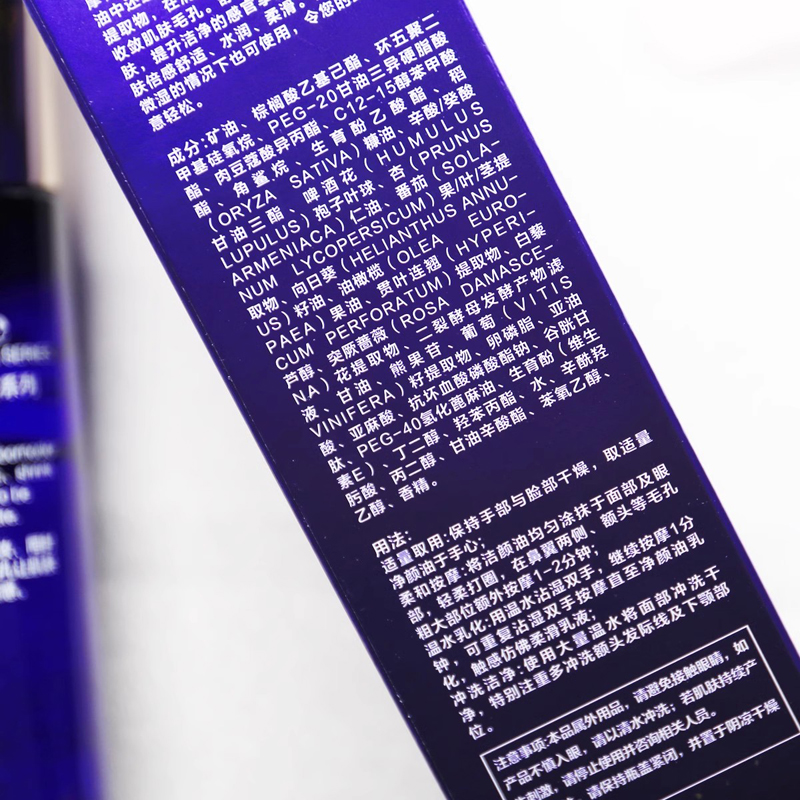 提取物，在
收敛肌肤毛孔。
肤，提升洁净的感官
肤倍感舒适、水润、柔滑。
微湿的情况下也可使用，令您的
意轻松。
成分:矿油、棕榈酸乙基己酯、环五聚二
甲基硅氧烷、PEG-20甘油三异硬脂酸
酯、肉豆蔻酸异丙酯、C12-15醇苯甲酸
酯、角鲨烷、生育酚乙酸酯、稻
（ORYZA SATIVA）糠油、辛酸/癸酸
甘油三酯、啤酒花（HUMULUS
LUPULUS）孢子叶球、杏（PRUNUS
ARMENIACA）仁油、番茄（SOLA-
NUM LYCOPERSICUM）果/叶/茎提
取物、向日葵（HELIANTHUS ANNU-
US）籽油、油橄榄（OLEA EURO-
PAEA）果油、贯叶连翘（HYPERI-
CUM PERFORATUM）提取物、白藜
芦醇、突厥蔷薇（ROSA DAMASCE-
NA）花提取物、二裂酵母发酵产物滤
液、甘油、熊果苷、葡萄（VITIS
VINIFERA）籽提取物、卵磷脂、亚油
酸、亚麻酸、抗坏血酸磷酸酯钠、谷胱甘
肽、PEG-40氢化蓖麻油、生育酚（维生
素E）、丁二醇、羟苯丙酯、水、辛酰羟
肟酸、丙二醇、甘油辛酸酯、苯氧乙醇、
乙醇、香精。
用法:
适量取用:保持手部与脸部干燥，取适量
净颜油于手心;
柔和按摩:将洁颜油均匀涂抹于面部及眼
部，轻柔打圈，在鼻翼两侧、额头等毛孔
粗大部位额外按摩1-2分钟;
温水乳化:用温水沾湿双手，继续按摩1分
钟，可重复沾湿双手按摩直至净颜油乳
化，触感仿佛柔滑乳液;
冲洗洁净:使用大量温水将面部冲洗干
净，特别注重多冲洗额头发际线及下颚部
位。
注意事项:本品属外用品，请避免接触眼睛，如
产品不慎入眼，请以清水冲洗；若肌肤持续产
刺激，请停止使用并咨询相关人员。
请保持瓶盖紧闭，并置于阴凉干燥
系列